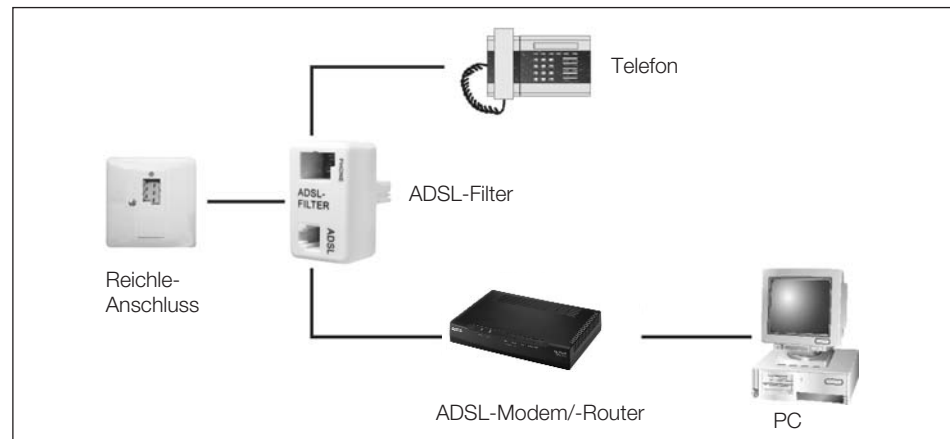 Telefon
PHONE
ADSL-
FILTER
ADSL
ADSL-Filter
Reichle-
Anschluss
ADSL-Modem/-Router
PC